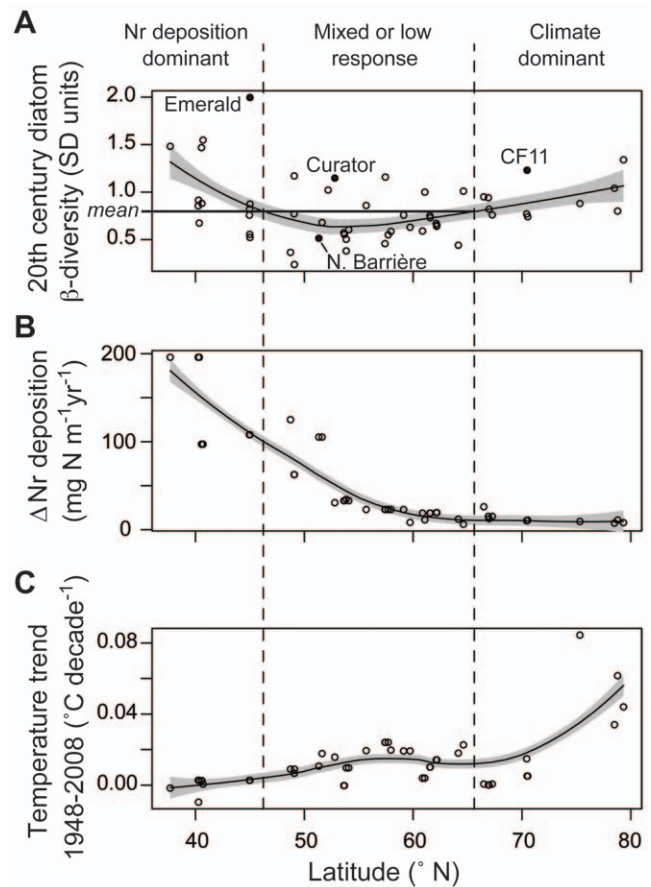 A
Nr deposition dominant
Mixed or low response
Climate dominant
20th century diatom
β-diversity (SD units)
2.0
1.5
1.0
0.5
mean
Emerald
Curator
CF11
N. Barrière
B
ΔNr deposition
(mg N m⁻¹yr⁻¹)
200
100
0
C
Temperature trend
1948-2008 (˚C decade⁻¹)
0.08
0.04
0.00
40 50 60 70 80
Latitude (˚ N)